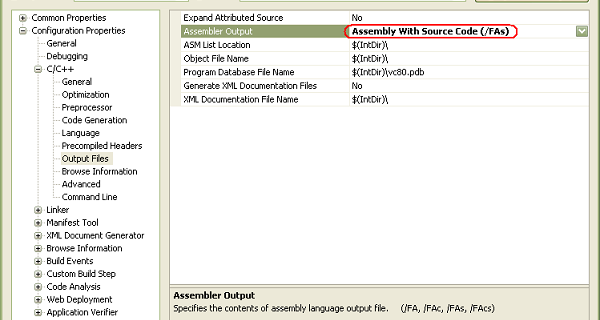 Common Properties
Configuration Properties
General
Debugging
C/C++
General
Optimization
Preprocessor
Code Generation
Language
Precompiled Headers
Output Files
Browse Information
Advanced
Command Line
Linker
Manifest Tool
XML Document Generator
Browse Information
Build Events
Custom Build Step
Code Analysis
Web Deployment
Application Verifier
Expand Attributed Source No
Assembler Output Assembly With Source Code (/FAs)
ASM List Location $(IntDir)\
Object File Name $(IntDir)\
Program Database File Name $(IntDir)\vc80.pdb
Generate XML Documentation Files No
XML Documentation File Name $(IntDir)\
Assembler Output
Specifies the contents of assembly language output file. (/FA, /FAc, /FAs, /FAcs)